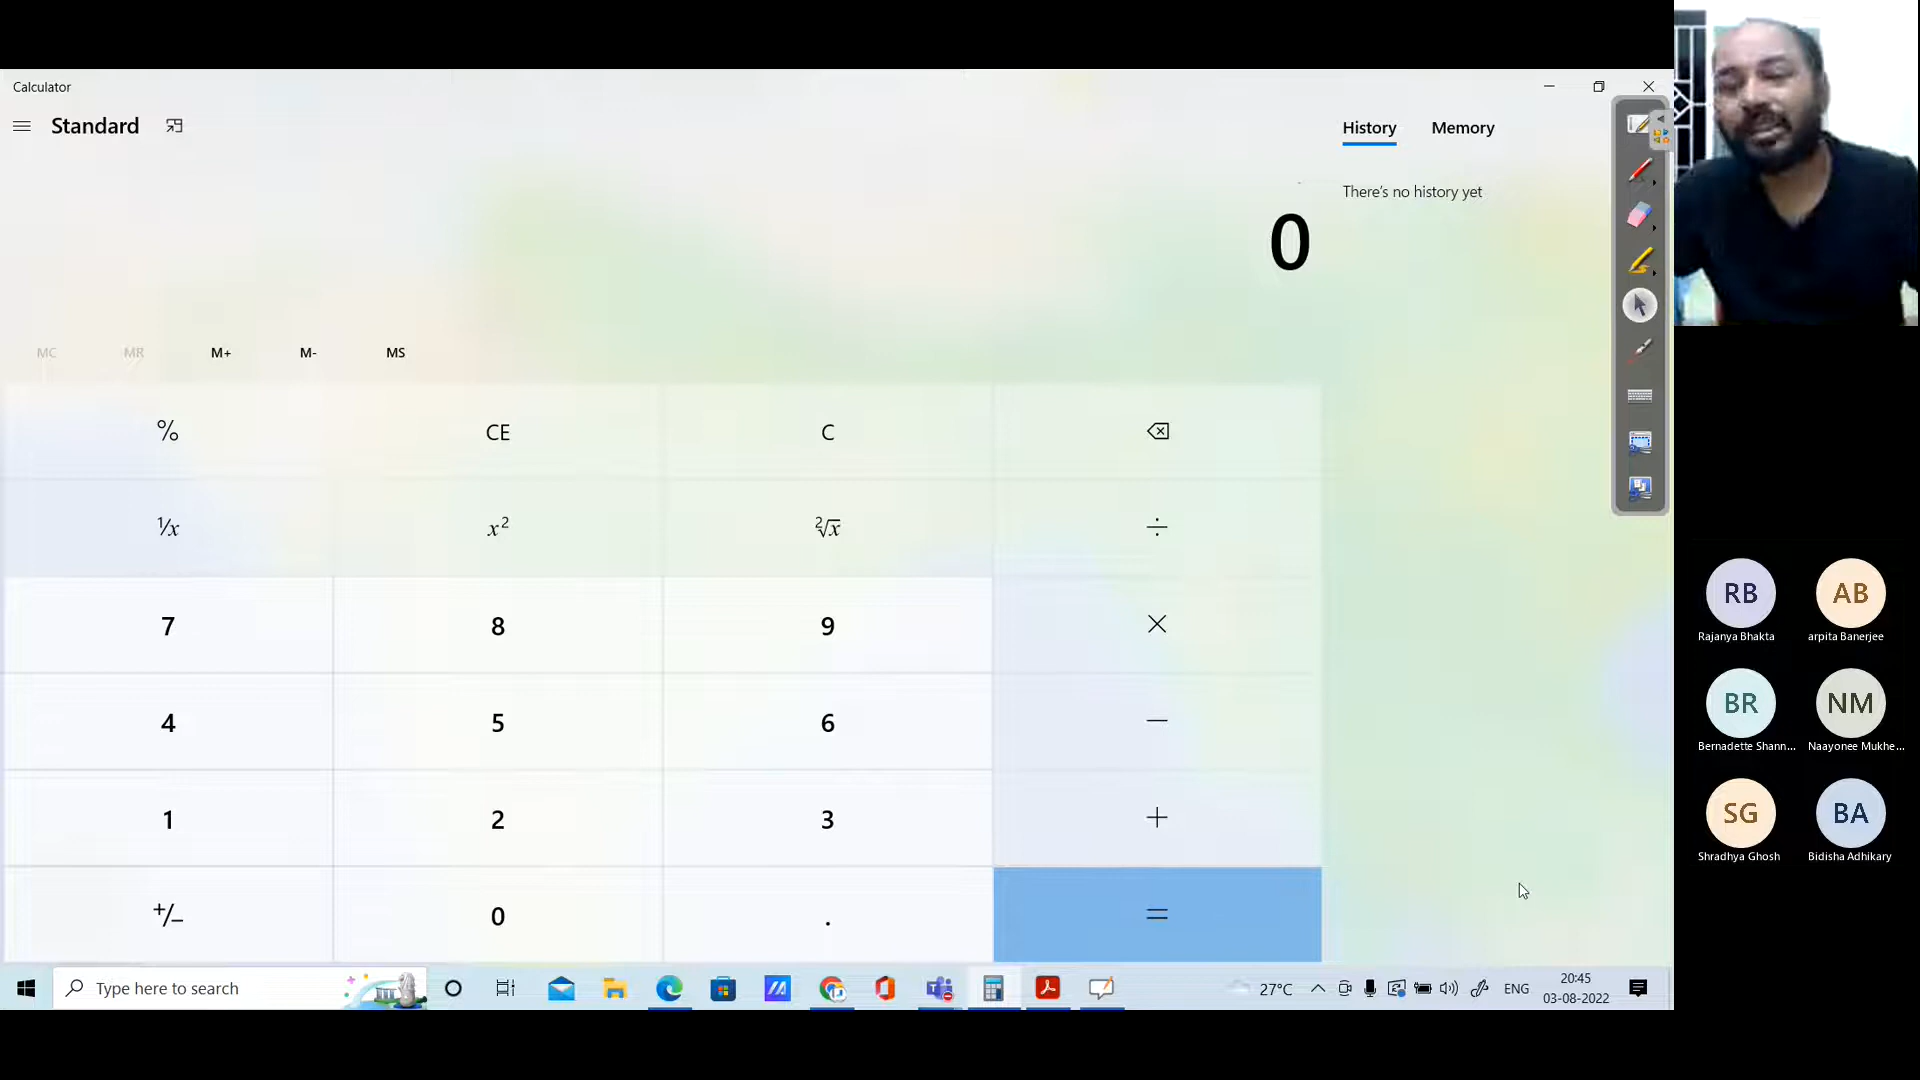 Calculator
Standard
History
Memory
There's no history yet
0
MC MR M+ M- MS
% CE C
¹/x x² ²√x ÷
7 8 9 ×
4 5 6 −
1 2 3 +
+/− 0 . =
RB AB
Rajanya Bhakta arpita Banerjee
BR NM
Bernadette Shann... Naayonee Mukhe...
SG BA
Shradhya Ghosh Bidisha Adhikary
Type here to search
27°C
ENG
20:45
03-08-2022